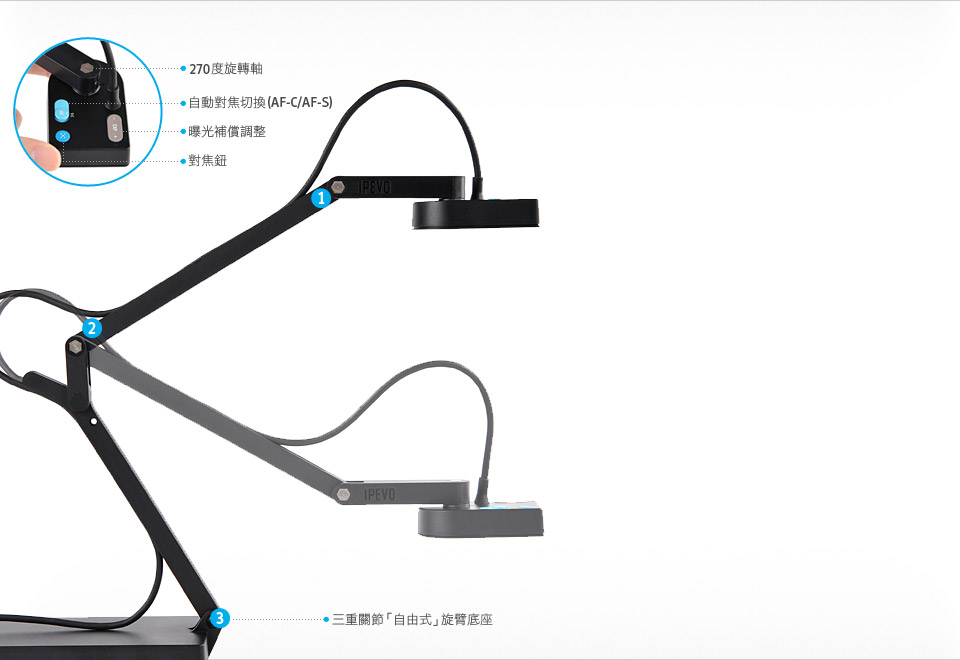 270度旋轉軸
自動對焦切換(AF-C/AF-S)
曝光補償調整
對焦鈕
IPEVO
1
2
IPEVO
3
三重關節「自由式」旋臂底座